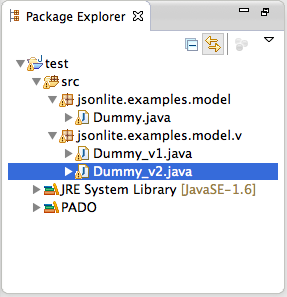 Package Explorer
test
src
jsonlite.examples.model
Dummy.java
jsonlite.examples.model.v
Dummy_v1.java
Dummy_v2.java
JRE System Library [JavaSE-1.6]
PADO